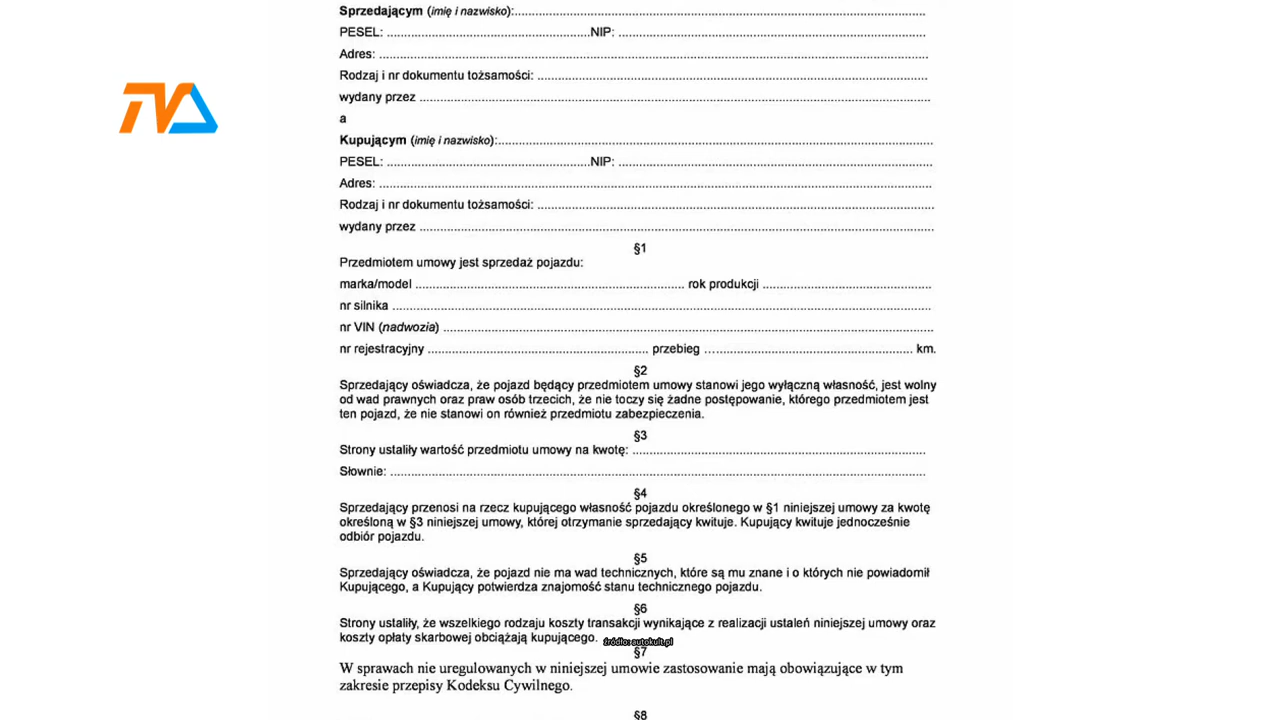 Sprzedającym (imię i nazwisko):..........................................................................................................................
PESEL: ............................................................NIP: ............................................................................................
Adres: ....................................................................................................................................................................
Rodzaj i nr dokumentu tożsamości: .....................................................................................................................
wydany przez ........................................................................................................................................................
a
Kupującym (imię i nazwisko):................................................................................................................................
PESEL: ............................................................NIP: ..............................................................................................
Adres: .....................................................................................................................................................................
Rodzaj i nr dokumentu tożsamości: .......................................................................................................................
wydany przez .........................................................................................................................................................
§1
Przedmiotem umowy jest sprzedaż pojazdu:
marka/model ................................................................................ rok produkcji ..................................................
nr silnika ................................................................................................................................................................
nr VIN (nadwozia) ..................................................................................................................................................
nr rejestracyjny .................................................................. przebieg .............................................................. km.
§2
Sprzedający oświadcza, że pojazd będący przedmiotem umowy stanowi jego wyłączną własność, jest wolny
od wad prawnych oraz praw osób trzecich, że nie toczy się żadne postępowanie, którego przedmiotem jest
ten pojazd, że nie stanowi on również przedmiotu zabezpieczenia.
§3
Strony ustaliły wartość przedmiotu umowy na kwotę: .......................................................................................
Słownie: ................................................................................................................................................................
§4
Sprzedający przenosi na rzecz kupującego własność pojazdu określonego w §1 niniejszej umowy za kwotę
określoną w §3 niniejszej umowy, której otrzymanie sprzedający kwituje. Kupujący kwituje jednocześnie
odbiór pojazdu.
§5
Sprzedający oświadcza, że pojazd nie ma wad technicznych, które są mu znane i o których nie powiadomił
Kupującego, a Kupujący potwierdza znajomość stanu technicznego pojazdu.
§6
Strony ustaliły, że wszelkiego rodzaju koszty transakcji wynikające z realizacji ustaleń niniejszej umowy oraz
koszty opłaty skarbowej obciążają kupującego.
źródło: autokult.pl
§7
W sprawach nie uregulowanych w niniejszej umowie zastosowanie mają obowiązujące w tym
zakresie przepisy Kodeksu Cywilnego.
§8